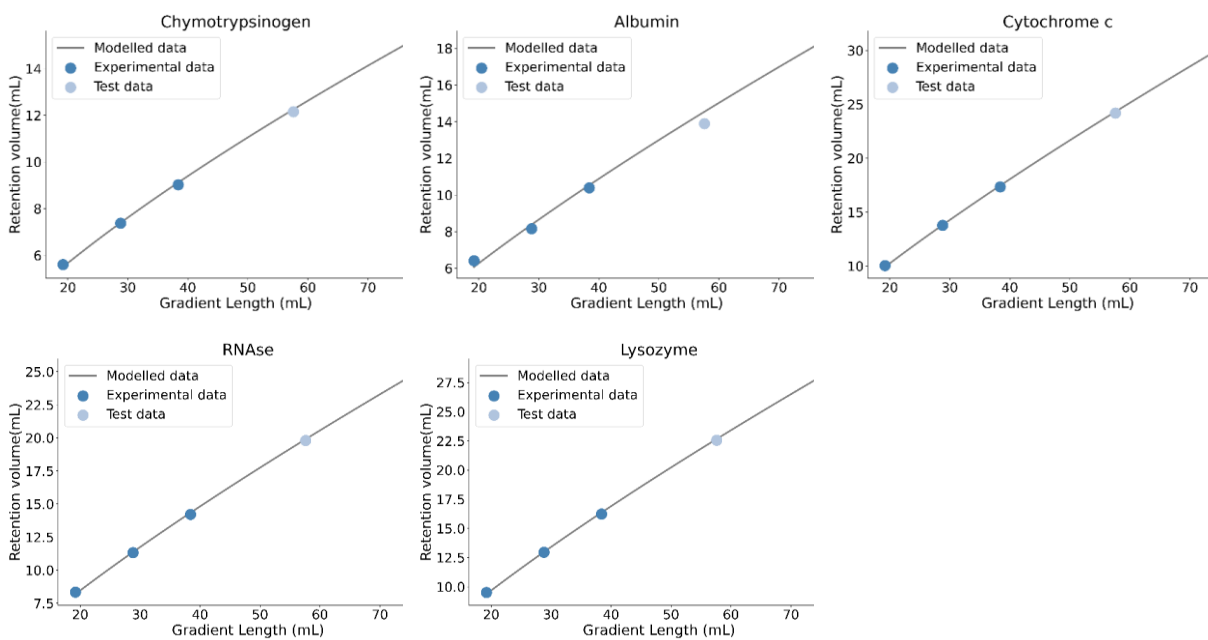 Chymotrypsinogen
Modelled data
Experimental data
Test data
Retention volume(mL)
14
12
10
8
6
20 30 40 50 60 70
Gradient Length (mL)
Albumin
Modelled data
Experimental data
Test data
Retention volume(mL)
18
16
14
12
10
8
6
20 30 40 50 60 70
Gradient Length (mL)
Cytochrome c
Modelled data
Experimental data
Test data
Retention volume(mL)
30
25
20
15
10
20 30 40 50 60 70
Gradient Length (mL)
RNAse
Modelled data
Experimental data
Test data
Retention volume(mL)
25.0
22.5
20.0
17.5
15.0
12.5
10.0
7.5
20 30 40 50 60 70
Gradient Length (mL)
Lysozyme
Modelled data
Experimental data
Test data
Retention volume(mL)
27.5
25.0
22.5
20.0
17.5
15.0
12.5
10.0
20 30 40 50 60 70
Gradient Length (mL)